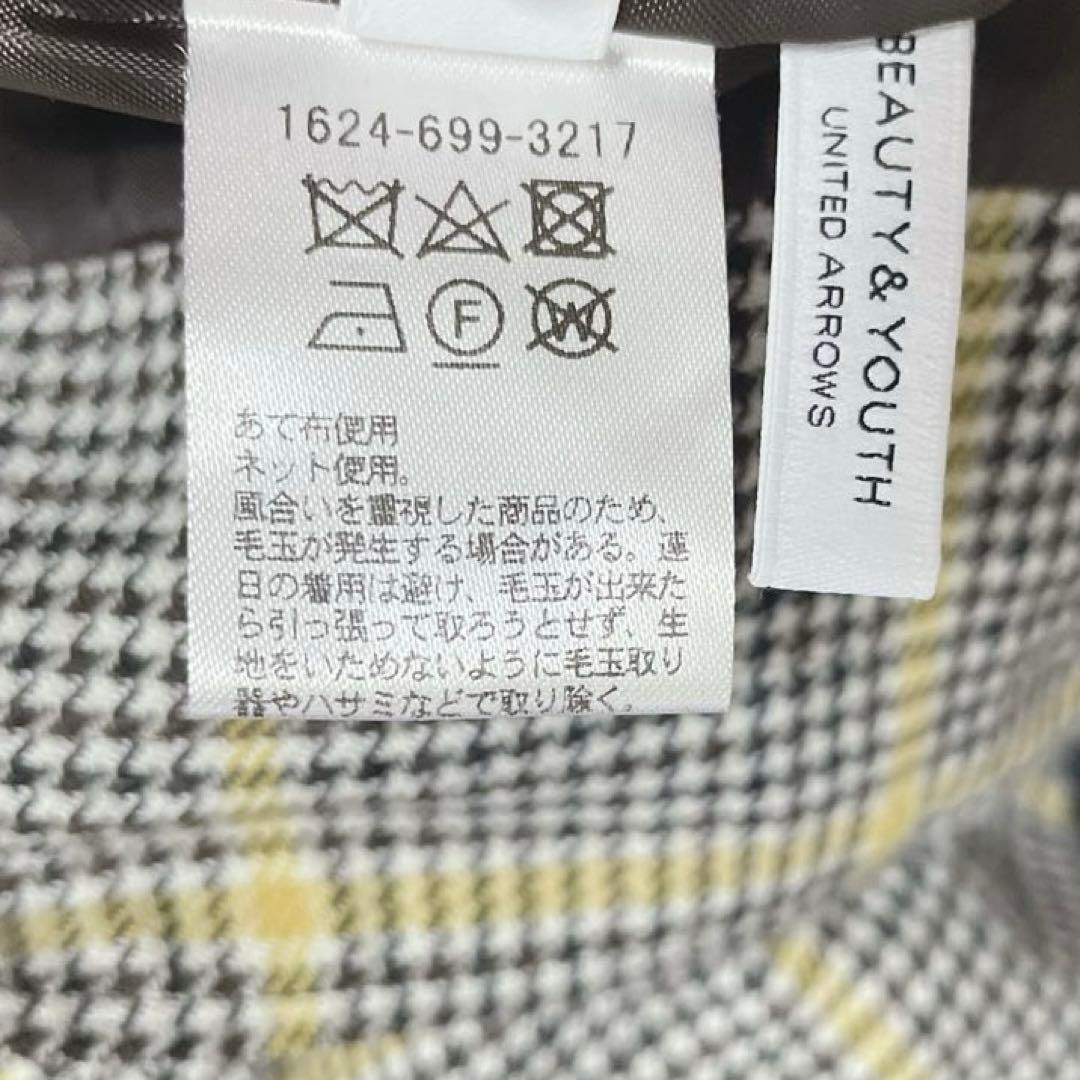 1624-699-3217
F
W
あて布使用
ネット使用。
風合いを重視した商品のため、
毛玉が発生する場合がある。連
日の着用は避け、毛玉が出来た
ら引っ張って取ろうとせず、生
地をいためないように毛玉取り
器やハサミなどで取り除く。
BEAUTY&YOUTH
UNITED ARROWS